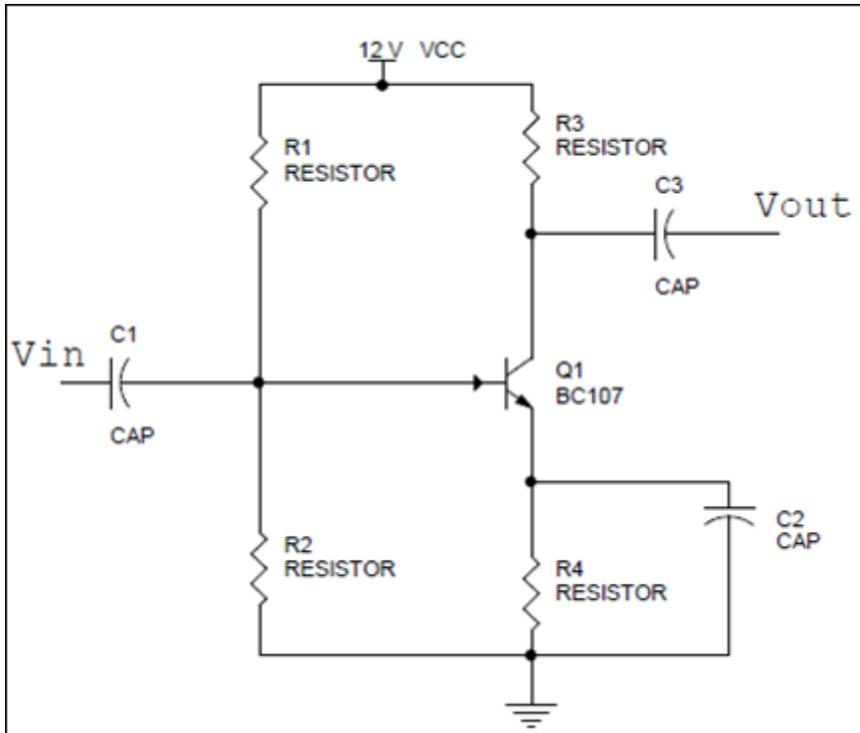 12 V VCC
R1
RESISTOR
R3
RESISTOR
C3
Vout
CAP
C1
Vin
CAP
Q1
BC107
R2
RESISTOR
R4
RESISTOR
C2
CAP